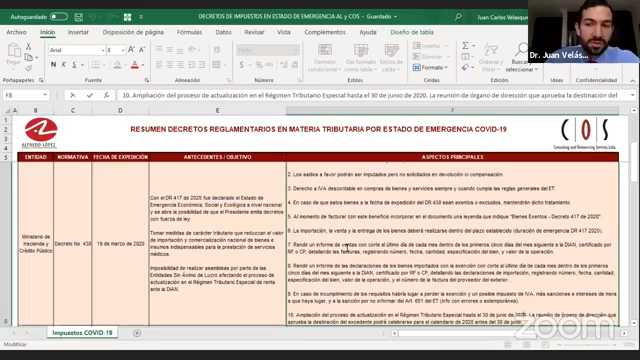 Autoguardado
DECRETOS DE IMPUESTOS EN ESTADO DE EMERGENCIA AL y COS - Guardado
Juan Carlos Velasque
Archivo Inicio Insertar Fórmulas Datos Revisar Vista Ayuda Diseño de tabla
Pegar
Arial
8
Formato condicional
Dar formato como tabla
Estilos de celda
Insertar
Eliminar
Formato
Buscar
Portapapeles Fuente Alineación Número Estilos Celdas Edición Confidencialidad
Dr. Juan Velás...
F8
10. Ampliación del proceso de actualización en el Régimen Tributario Especial hasta el 30 de junio de 2020. La reunión de órgano de dirección que aprueba la destinación del
A B C D E F
ALFREDO LÓPEZ
RESUMEN DECRETOS REGLAMENTARIOS EN MATERIA TRIBUTARIA POR ESTADO DE EMERGENCIA COVID-19
COS
Consulting and Outsourcing Services Ltda.
ENTIDAD NORMATIVA FECHA DE EXPEDICIÓN ANTECEDENTES / OBJETIVO ASPECTOS PRINCIPALES
Ministerio de Hacienda y Crédito Público
Decreto No. 438
19 de marzo de 2020
Con el DR 417 de 2020 fue declarado el Estado de Emergencia Económica, Social y Ecológica a nivel nacional y se abre la posibilidad de que el Presidente emita decretos con fuerza de ley.
Tomar medidas de carácter tributario que reduzcan el valor de importación y comercialización nacional de bienes e insumos indispensables para la prestación de servicios médicos.
Imposibilidad de realizar asambleas por parte de las Entidades Sin Ánimo de Lucro afectando el proceso de actualización en el Régimen Tributario Especial de renta ante la DIAN.
2. Los saldos a favor podrán ser imputados pero no solicitados en devolución ni compensación.
3. Derecho a IVA descontable en compras de bienes y servicios siempre y cuando cumpla las reglas generales del ET.
4. En caso de que estos bienes a la fecha de expedición del DR 438 sean exentos o excluidos, mantendrán dicho tratamiento.
5. Al momento de facturar con este beneficio incorporar en el documento una leyenda que indique "Bienes Exentos - Decreto 417 de 2020".
6. La importación, la venta y la entrega de los bienes deberá realizarse dentro del plazo establecido (duración de emergencia DR 417 2020).
7. Rendir un informe de ventas con corte al último día de cada mes dentro de los primeros cinco días del mes siguiente a la DIAN, certificado por RF o CP, detallando las facturas, registrando número, fecha, cantidad, especificación del bien, y valor de la operación.
8. Rendir un informe de las declaraciones de los bienes importados con la exención con corte al último día de cada mes dentro de los primeros cinco días del mes siguiente a la DIAN, certificado por RF o CP, detallando las declaraciones de importación, registrando número, fecha, cantidad, especificación del bien, valor de la operación, y el número de la factura del proveedor del exterior.
9. En caso de incumplimiento de los requisitos habría lugar a perder la exención y un posible impuesto de IVA, más sanciones e intereses de mora a que haya lugar, y a la sanción por no informar del Art. 651 del ET (info con errores o extemporánea).
10. Ampliación del proceso de actualización en el Régimen Tributario Especial hasta el 30 de junio de 2020. La reunión de órgano de dirección que aprueba la destinación del excedente podrá celebrarse para el calendario de 2020 antes del 30 de junio
Impuestos COVID-19
Modificar
zoom